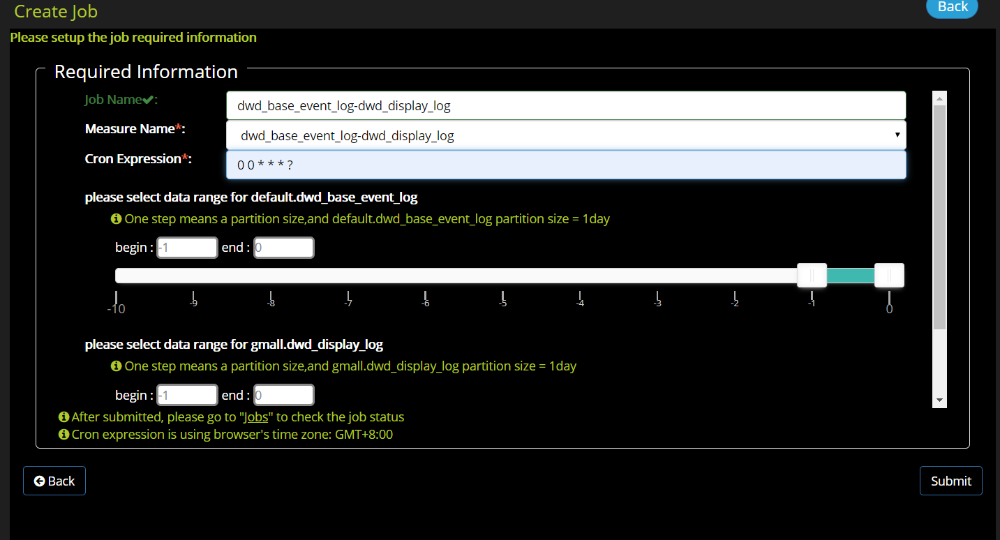 Create Job
Back
Please setup the job required information
Required Information
Job Name✔:
dwd_base_event_log-dwd_display_log
Measure Name*:
dwd_base_event_log-dwd_display_log
Cron Expression*:
0 0 * * * ?
please select data range for default.dwd_base_event_log
One step means a partition size,and default.dwd_base_event_log partition size = 1day
begin : -1 end : 0
-10 -9 -8 -7 -6 -5 -4 -3 -2 -1 0
please select data range for gmall.dwd_display_log
One step means a partition size,and gmall.dwd_display_log partition size = 1day
begin : -1 end : 0
After submitted, please go to "Jobs" to check the job status
Cron expression is using browser's time zone: GMT+8:00
Back
Submit